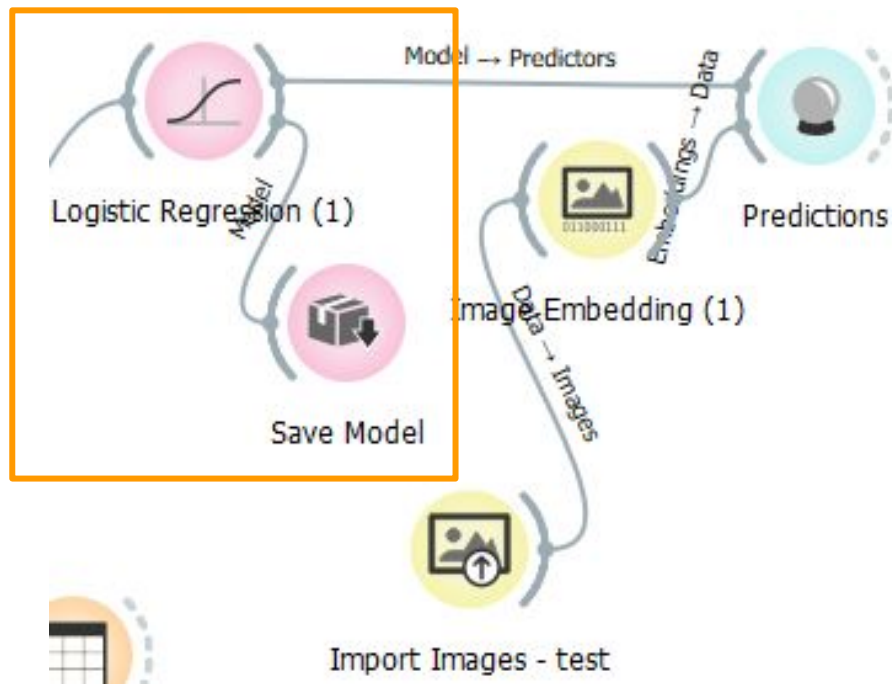 Model → Predictors
Embeddings → Data
Logistic Regression (1)
Model
Predictions
011000111
Image Embedding (1)
Data → Images
Save Model
Import Images - test